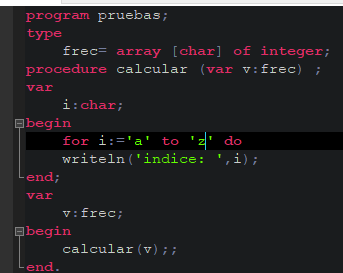 program pruebas;
type
frec= array [char] of integer;
procedure calcular (var v:frec) ;
var
i:char;
begin
for i:='a' to 'z' do
writeln('indice: ',i);
end;
var
v:frec;
begin
calcular(v);;
end.